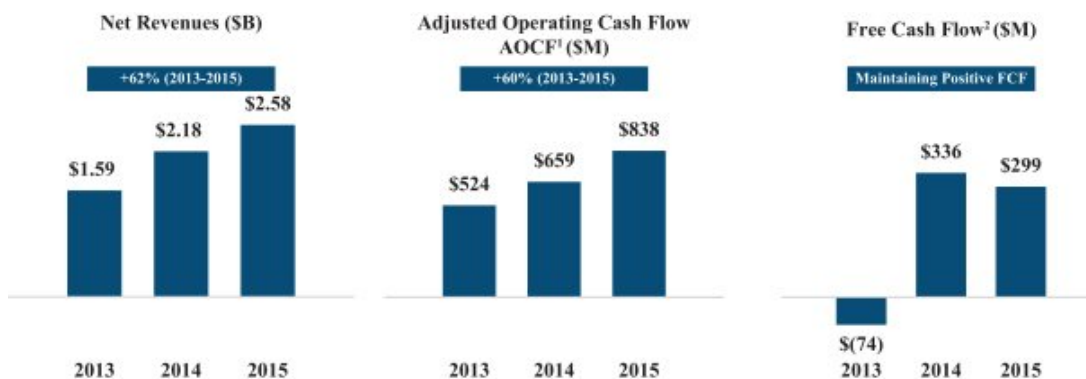 Net Revenues ($B)
+62% (2013-2015)
$1.59
$2.18
$2.58
2013 2014 2015
Adjusted Operating Cash Flow
AOCF¹ ($M)
+60% (2013-2015)
$524
$659
$838
2013 2014 2015
Free Cash Flow² ($M)
Maintaining Positive FCF
$(74)
$336
$299
2013 2014 2015